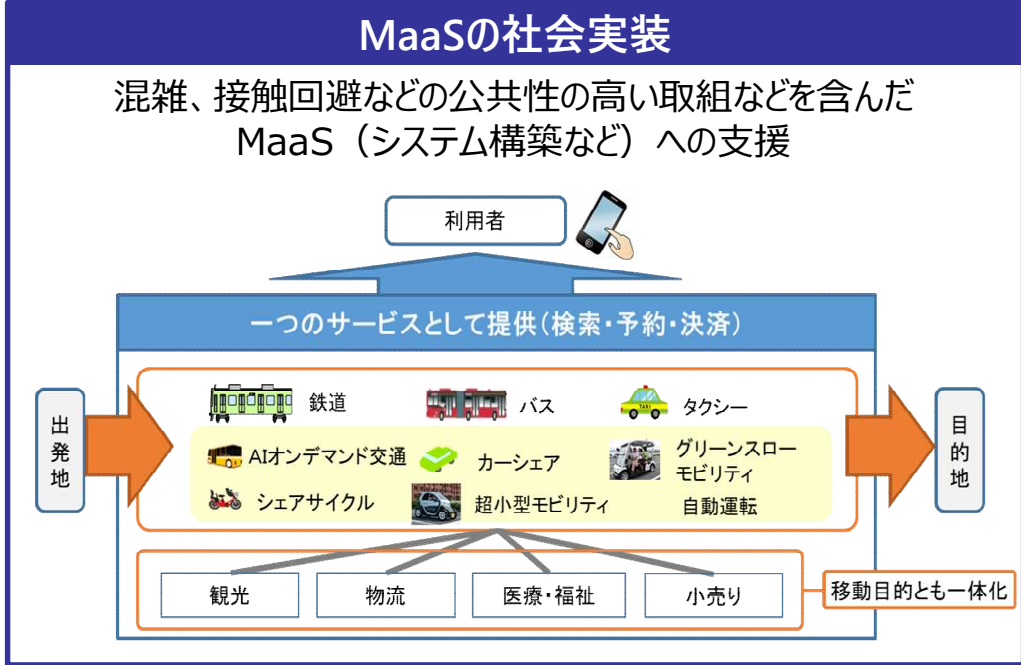 MaaSの社会実装
混雑、接触回避などの公共性の高い取組などを含んだ
MaaS（システム構築など）への支援
利用者
一つのサービスとして提供（検索・予約・決済）
出発地
鉄道
バス
タクシー
TAXI
AIオンデマンド交通
カーシェア
グリーンスロー
モビリティ
シェアサイクル
超小型モビリティ
自動運転
目的地
観光
物流
医療・福祉
小売り
移動目的とも一体化